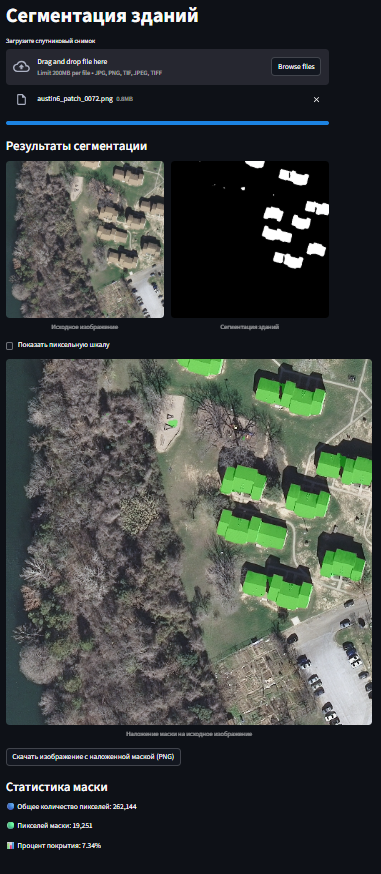 Сегментация зданий
Загрузите спутниковый снимок
Drag and drop file here
Limit 200MB per file • JPG, PNG, TIF, JPEG, TIFF
Browse files
austin6_patch_0072.png 0.8MB
Результаты сегментации
Исходное изображение
Сегментация зданий
Показать пиксельную шкалу
Наложение маски на исходное изображение
Скачать изображение с наложенной маской (PNG)
Статистика маски
Общее количество пикселей: 262,144
Пикселей маски: 19,251
Процент покрытия: 7.34%